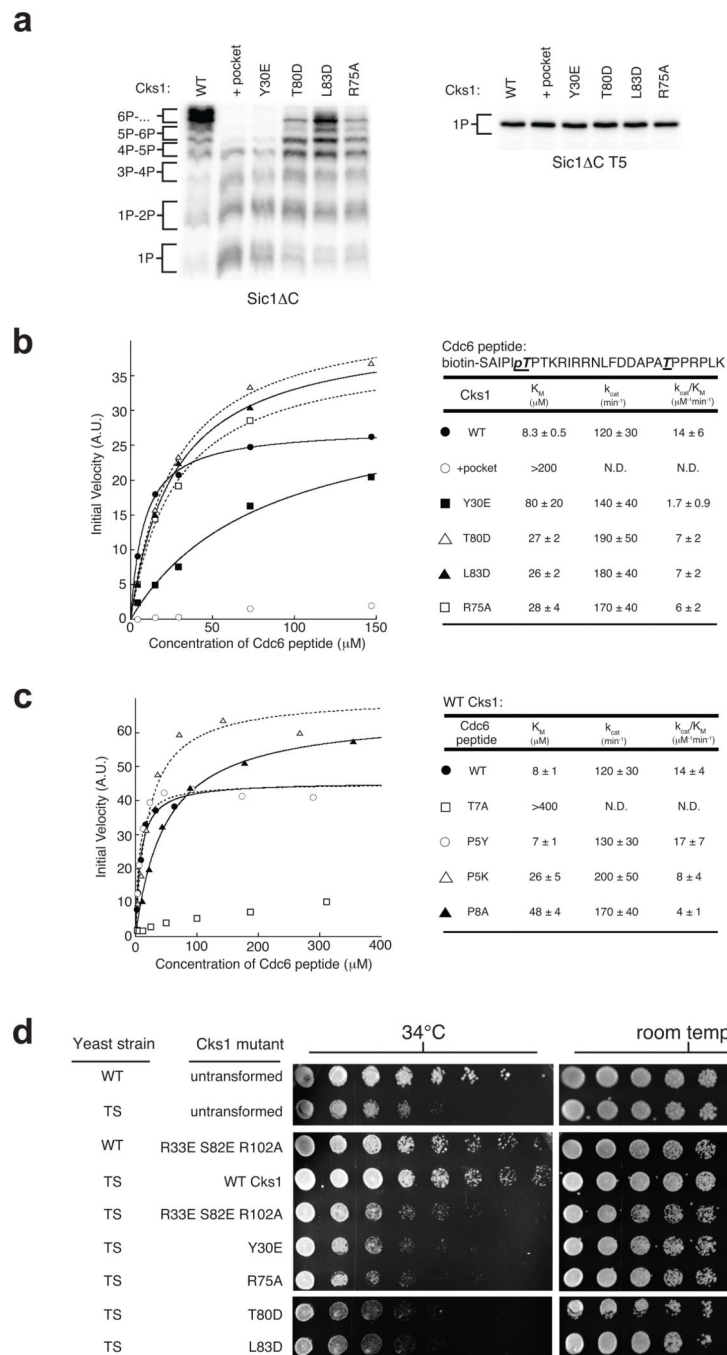 a
Cks1: WT + pocket Y30E T80D L83D R75A
6P-...
5P-6P
4P-5P
3P-4P
1P-2P
1P
Sic1ΔC
Cks1: WT + pocket Y30E T80D L83D R75A
1P
Sic1ΔC T5
b
Initial Velocity (A.U.)
35
30
25
20
15
10
5
0
0 50 100 150
Concentration of Cdc6 peptide (μM)
Cdc6 peptide:
biotin-SAIPIpTPTKRIRRNLFDDAPATPPRPLK
Cks1 KM (μM) kcat (min⁻¹) kcat/KM (μM⁻¹min⁻¹)
WT 8.3 ± 0.5 120 ± 30 14 ± 6
+pocket >200 N.D. N.D.
Y30E 80 ± 20 140 ± 40 1.7 ± 0.9
T80D 27 ± 2 190 ± 50 7 ± 2
L83D 26 ± 2 180 ± 40 7 ± 2
R75A 28 ± 4 170 ± 40 6 ± 2
c
Initial Velocity (A.U.)
60
50
40
30
20
10
0
0 100 200 300 400
Concentration of Cdc6 peptide (μM)
WT Cks1:
Cdc6 peptide KM (μM) kcat (min⁻¹) kcat/KM (μM⁻¹min⁻¹)
WT 8 ± 1 120 ± 30 14 ± 4
T7A >400 N.D. N.D.
P5Y 7 ± 1 130 ± 30 17 ± 7
P5K 26 ± 5 200 ± 50 8 ± 4
P8A 48 ± 4 170 ± 40 4 ± 1
d
Yeast strain Cks1 mutant 34°C room temp
WT untransformed
TS untransformed
WT R33E S82E R102A
TS WT Cks1
TS R33E S82E R102A
TS Y30E
TS R75A
TS T80D
TS L83D